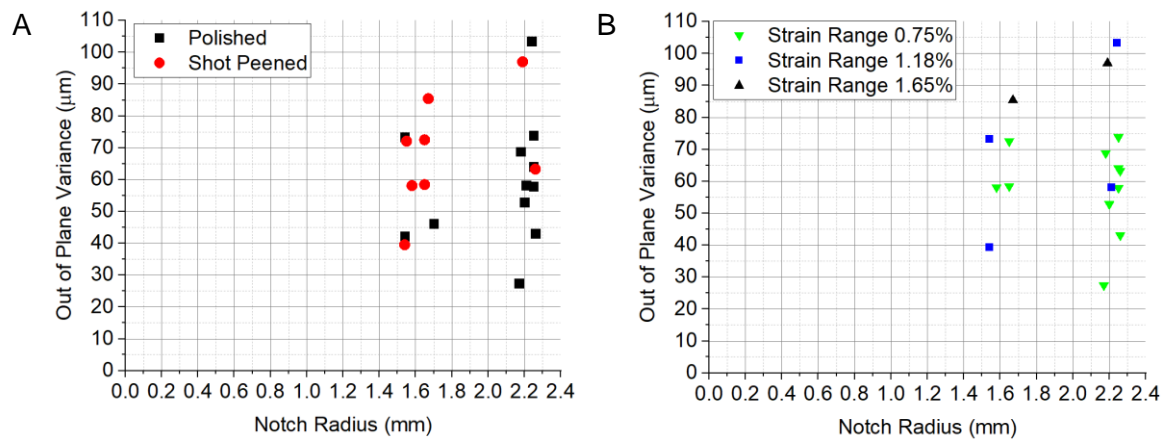 A
Polished
Shot Peened
Out of Plane Variance (μm)
110
100
90
80
70
60
50
40
30
20
10
0
0.0 0.2 0.4 0.6 0.8 1.0 1.2 1.4 1.6 1.8 2.0 2.2 2.4
Notch Radius (mm)
B
Strain Range 0.75%
Strain Range 1.18%
Strain Range 1.65%
Out of Plane Variance (μm)
110
100
90
80
70
60
50
40
30
20
10
0
0.0 0.2 0.4 0.6 0.8 1.0 1.2 1.4 1.6 1.8 2.0 2.2 2.4
Notch Radius (mm)